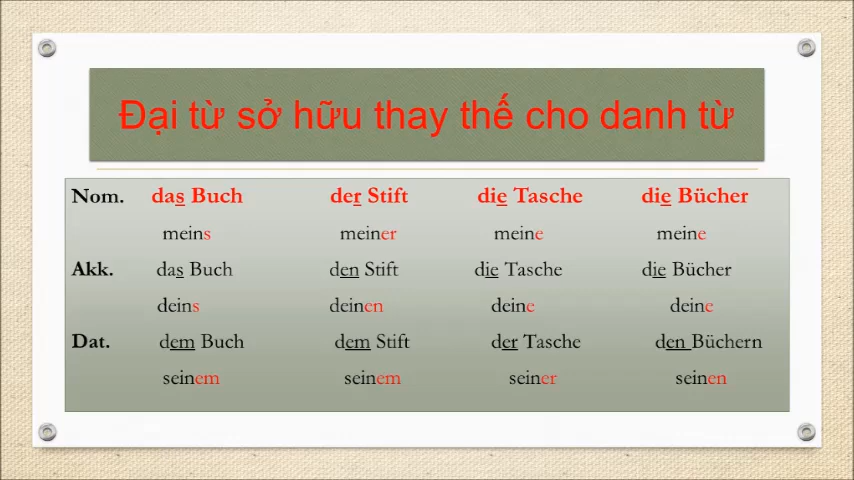 Đại từ sở hữu thay thế cho danh từ
Nom. das Buch der Stift die Tasche die Bücher
meins meiner meine meine
Akk. das Buch den Stift die Tasche die Bücher
deins deinen deine deine
Dat. dem Buch dem Stift der Tasche den Büchern
seinem seinem seiner seinen